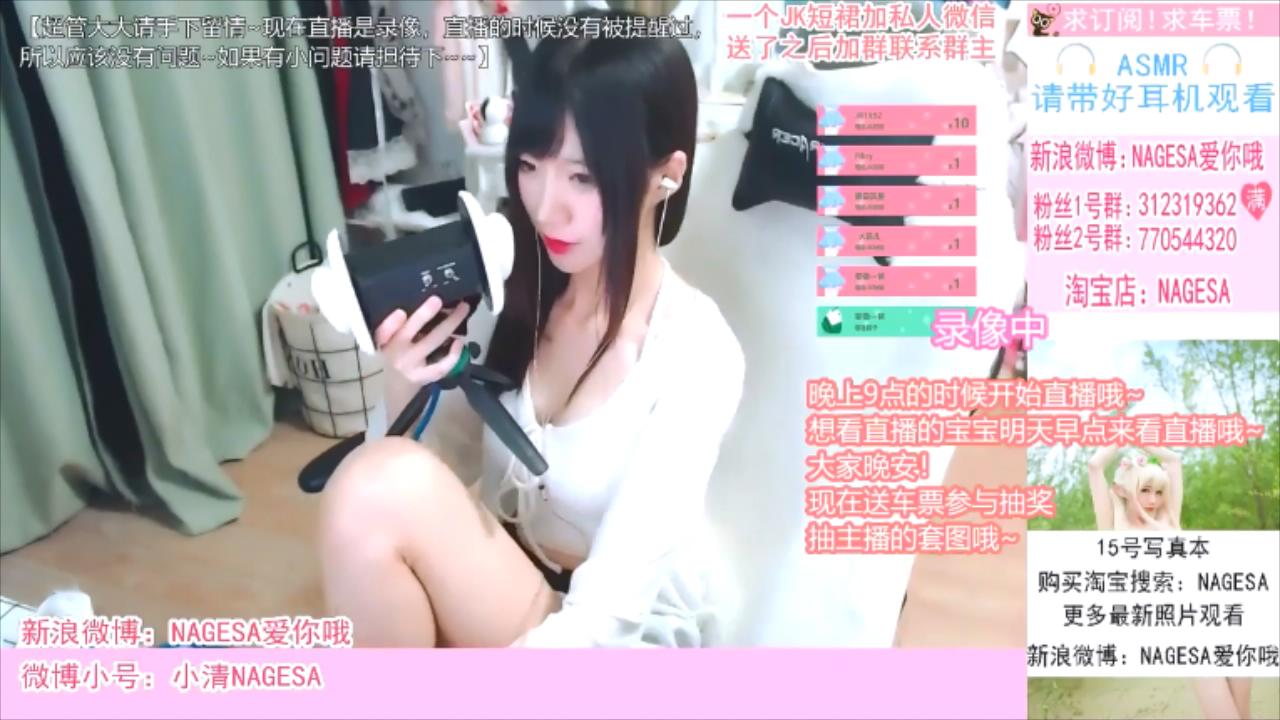 【超管大大请手下留情~现在直播是录像，直播的时候没有被提醒过，
所以应该没有问题~如果有小问题请担待下~~】
一个JK短裙加私人微信
送了之后加群联系群主
求订阅！求车票！
ASMR
请带好耳机观看
新浪微博：NAGESA爱你哦
粉丝1号群：312319362 满
粉丝2号群：770544320
淘宝店：NAGESA
x10
x1
x1
x1
x1
录像中
晚上9点的时候开始直播哦~
想看直播的宝宝明天早点来看直播哦~
大家晚安！
现在送车票参与抽奖
抽主播的套图哦~
15号写真本
购买淘宝搜索：NAGESA
更多最新照片观看
新浪微博：NAGESA爱你哦
新浪微博：NAGESA爱你哦
微博小号：小清NAGESA